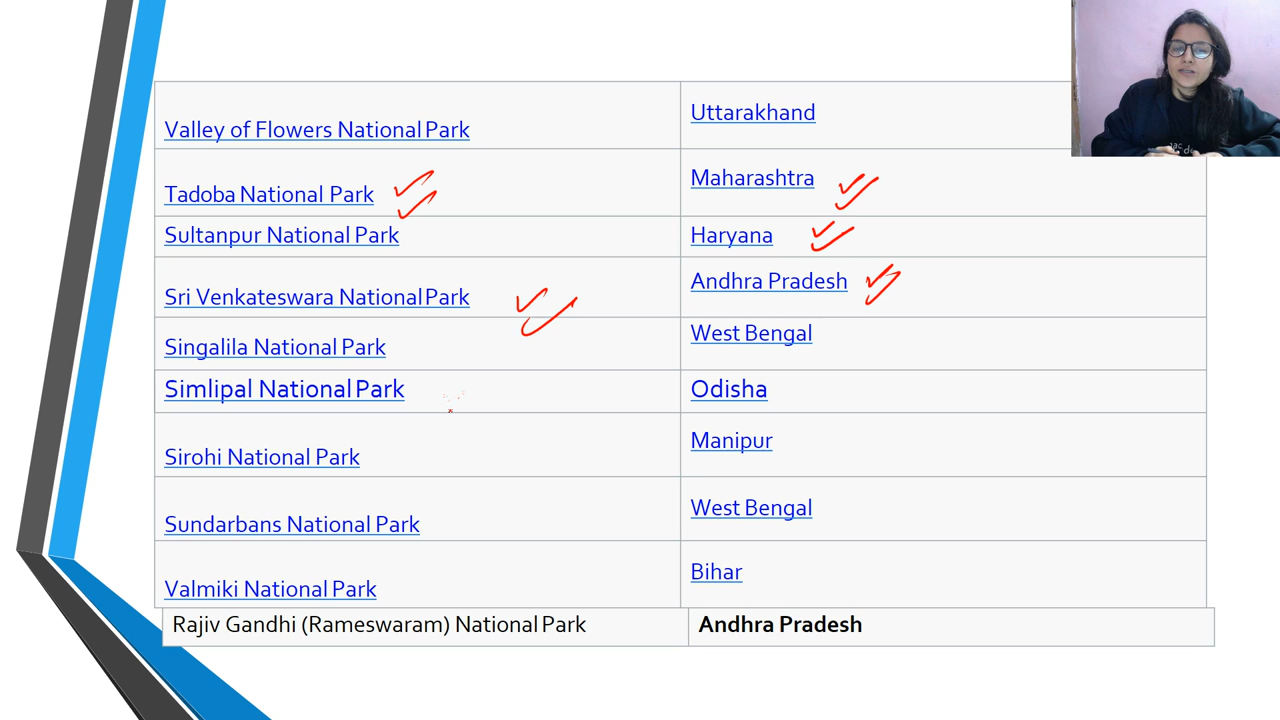 Valley of Flowers National Park Uttarakhand
Tadoba National Park Maharashtra
Sultanpur National Park Haryana
Sri Venkateswara National Park Andhra Pradesh
Singalila National Park West Bengal
Simlipal National Park Odisha
Sirohi National Park Manipur
Sundarbans National Park West Bengal
Valmiki National Park Bihar
Rajiv Gandhi (Rameswaram) National Park Andhra Pradesh